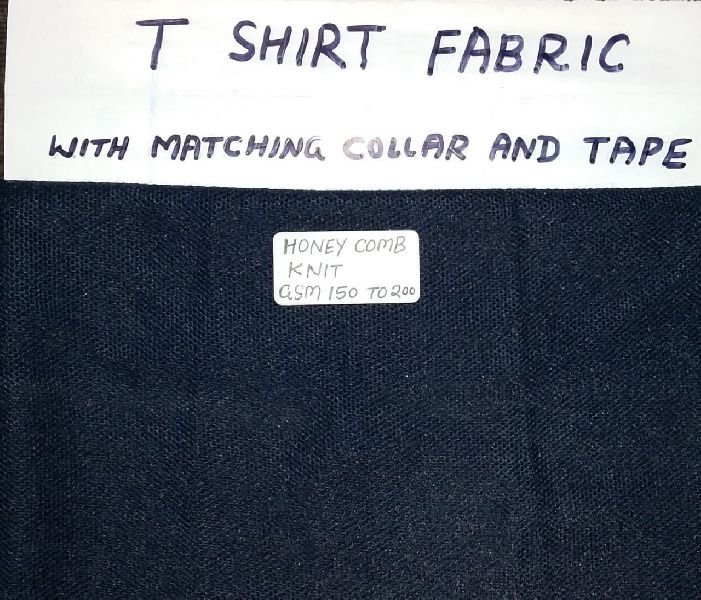 T SHIRT FABRIC
WITH MATCHING COLLAR AND TAPE
HONEY COMB
KNIT
GSM 150 TO 200